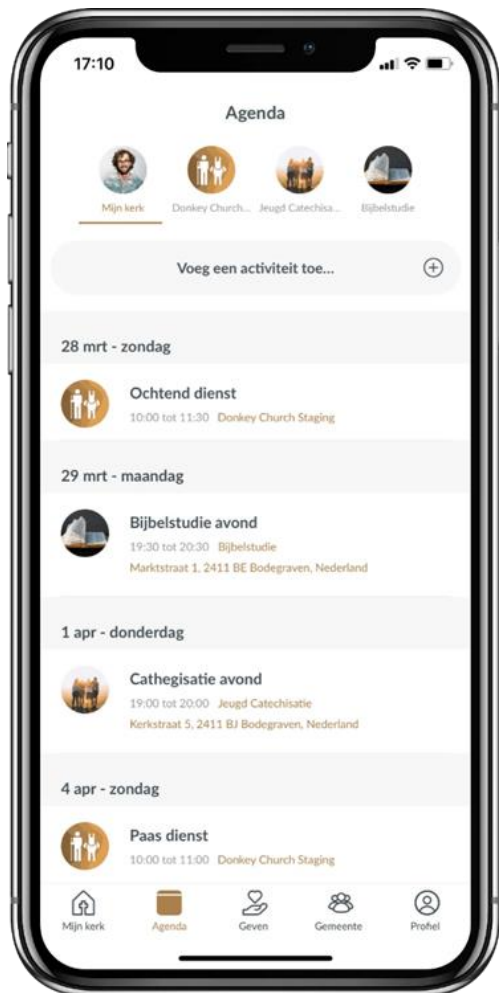 17:10
Agenda
Mijn kerk
Donkey Church...
Jeugd Catechisa...
Bijbelstudie
Voeg een activiteit toe...
28 mrt - zondag
Ochtend dienst
10:00 tot 11:30 Donkey Church Staging
29 mrt - maandag
Bijbelstudie avond
19:30 tot 20:30 Bijbelstudie
Marktstraat 1, 2411 BE Bodegraven, Nederland
1 apr - donderdag
Cathegisatie avond
19:00 tot 20:00 Jeugd Catechisatie
Kerkstraat 5, 2411 BJ Bodegraven, Nederland
4 apr - zondag
Paas dienst
10:00 tot 11:00 Donkey Church Staging
Mijn kerk
Agenda
Geven
Gemeente
Profiel